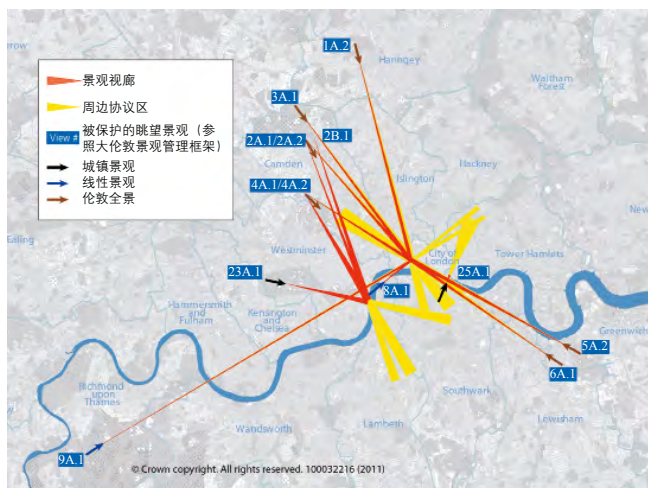 1A.2
Haringey
rrow
Waltham
Forest
景观视廊
3A.1
周边协议区
2B.1
View #
被保护的眺望景观（参
照大伦敦景观管理框架）
2A.1/2A.2
Camden
Hackney
城镇景观
线性景观
4A.1/4A.2
Islington
伦敦全景
New
Ealing
Westminster
City of
London
Tower Hamlets
23A.1
25A.1
8A.1
Hammersmith
and
Fulham
Kensington
and
Chelsea
Greenwich
5A.2
6A.1
Richmond
upon
Thames
Southwark
Wandsworth
Lambeth
Lewisham
9A.1
© Crown copyright. All rights reserved. 100032216 (2011)